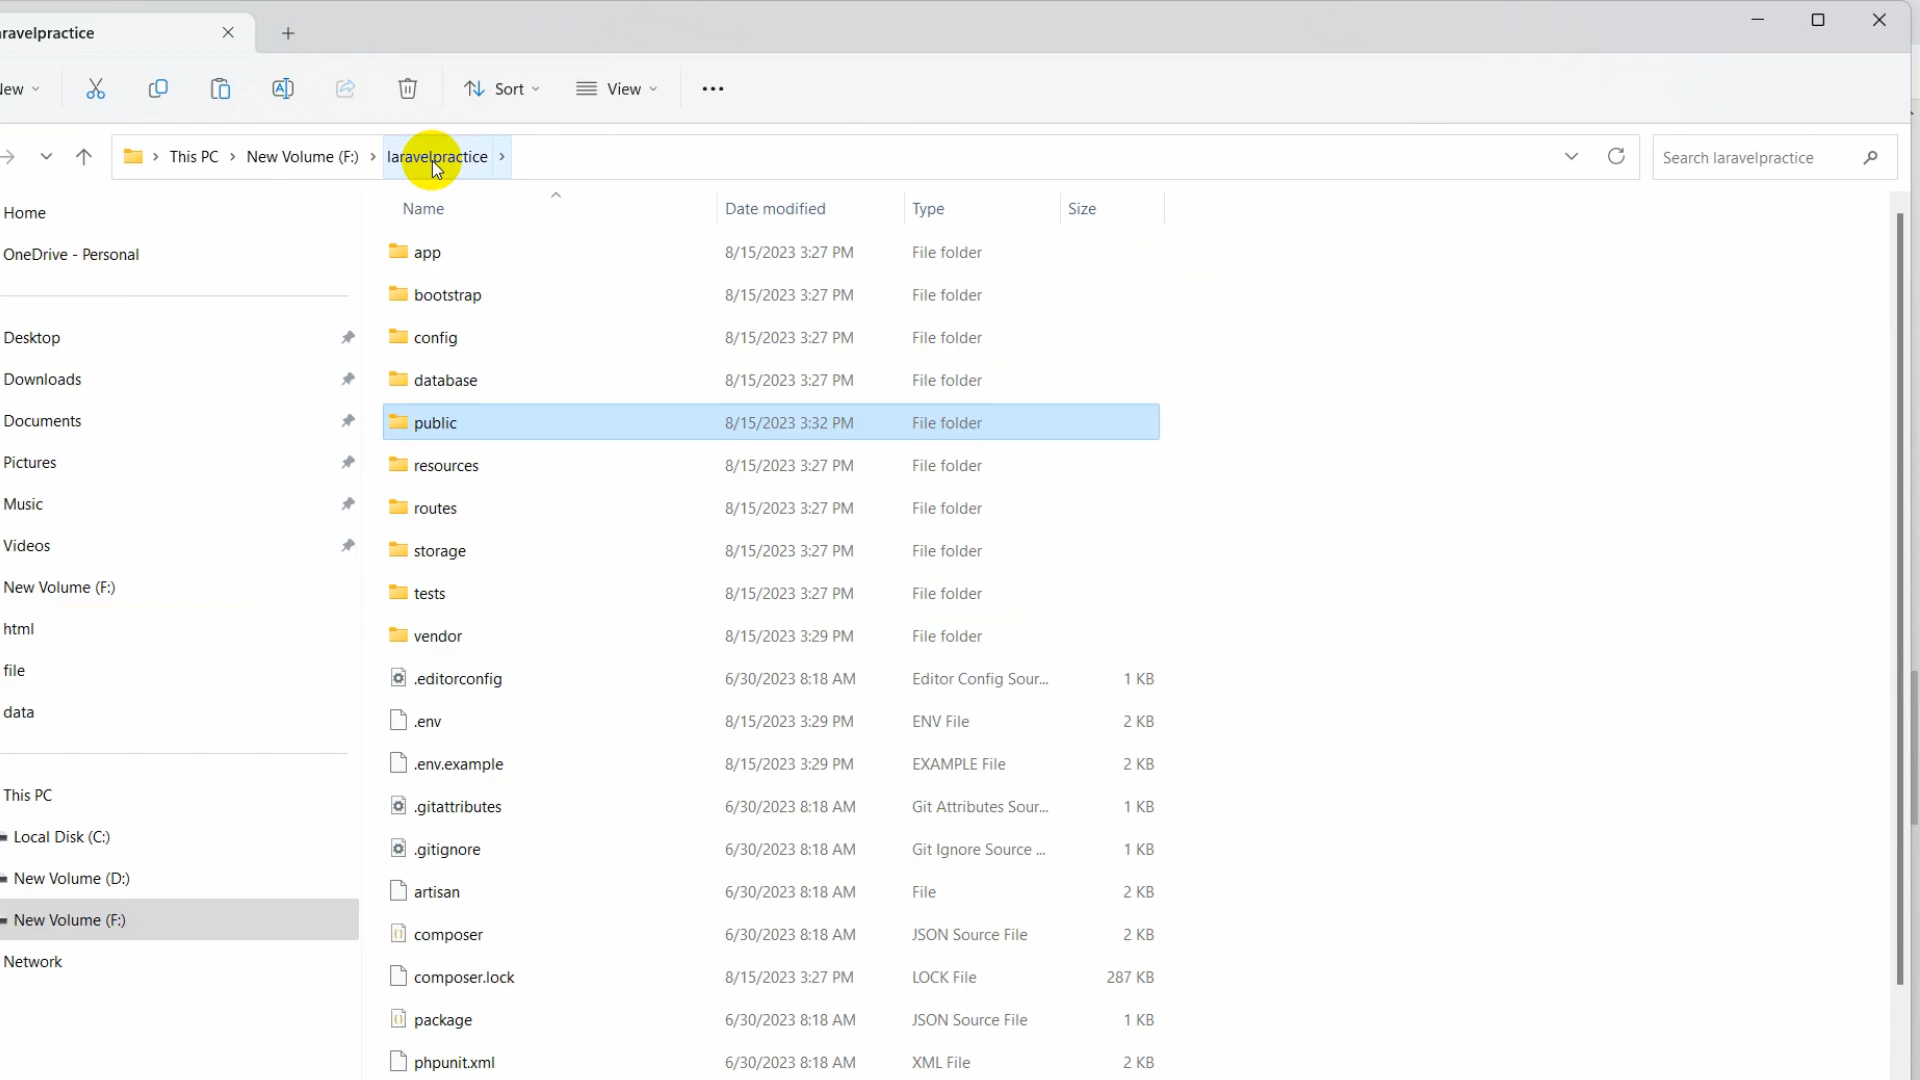 ravelpractice
New Sort View
This PC New Volume (F:) laravelpractice Search laravelpractice
Home
OneDrive - Personal
Desktop
Downloads
Documents
Pictures
Music
Videos
New Volume (F:)
html
file
data
This PC
Local Disk (C:)
New Volume (D:)
New Volume (F:)
Network
Name Date modified Type Size
app 8/15/2023 3:27 PM File folder
bootstrap 8/15/2023 3:27 PM File folder
config 8/15/2023 3:27 PM File folder
database 8/15/2023 3:27 PM File folder
public 8/15/2023 3:32 PM File folder
resources 8/15/2023 3:27 PM File folder
routes 8/15/2023 3:27 PM File folder
storage 8/15/2023 3:27 PM File folder
tests 8/15/2023 3:27 PM File folder
vendor 8/15/2023 3:29 PM File folder
.editorconfig 6/30/2023 8:18 AM Editor Config Sour... 1 KB
.env 8/15/2023 3:29 PM ENV File 2 KB
.env.example 8/15/2023 3:29 PM EXAMPLE File 2 KB
.gitattributes 6/30/2023 8:18 AM Git Attributes Sour... 1 KB
.gitignore 6/30/2023 8:18 AM Git Ignore Source ... 1 KB
artisan 6/30/2023 8:18 AM File 2 KB
composer 6/30/2023 8:18 AM JSON Source File 2 KB
composer.lock 8/15/2023 3:27 PM LOCK File 287 KB
package 6/30/2023 8:18 AM JSON Source File 1 KB
phpunit.xml 6/30/2023 8:18 AM XML File 2 KB